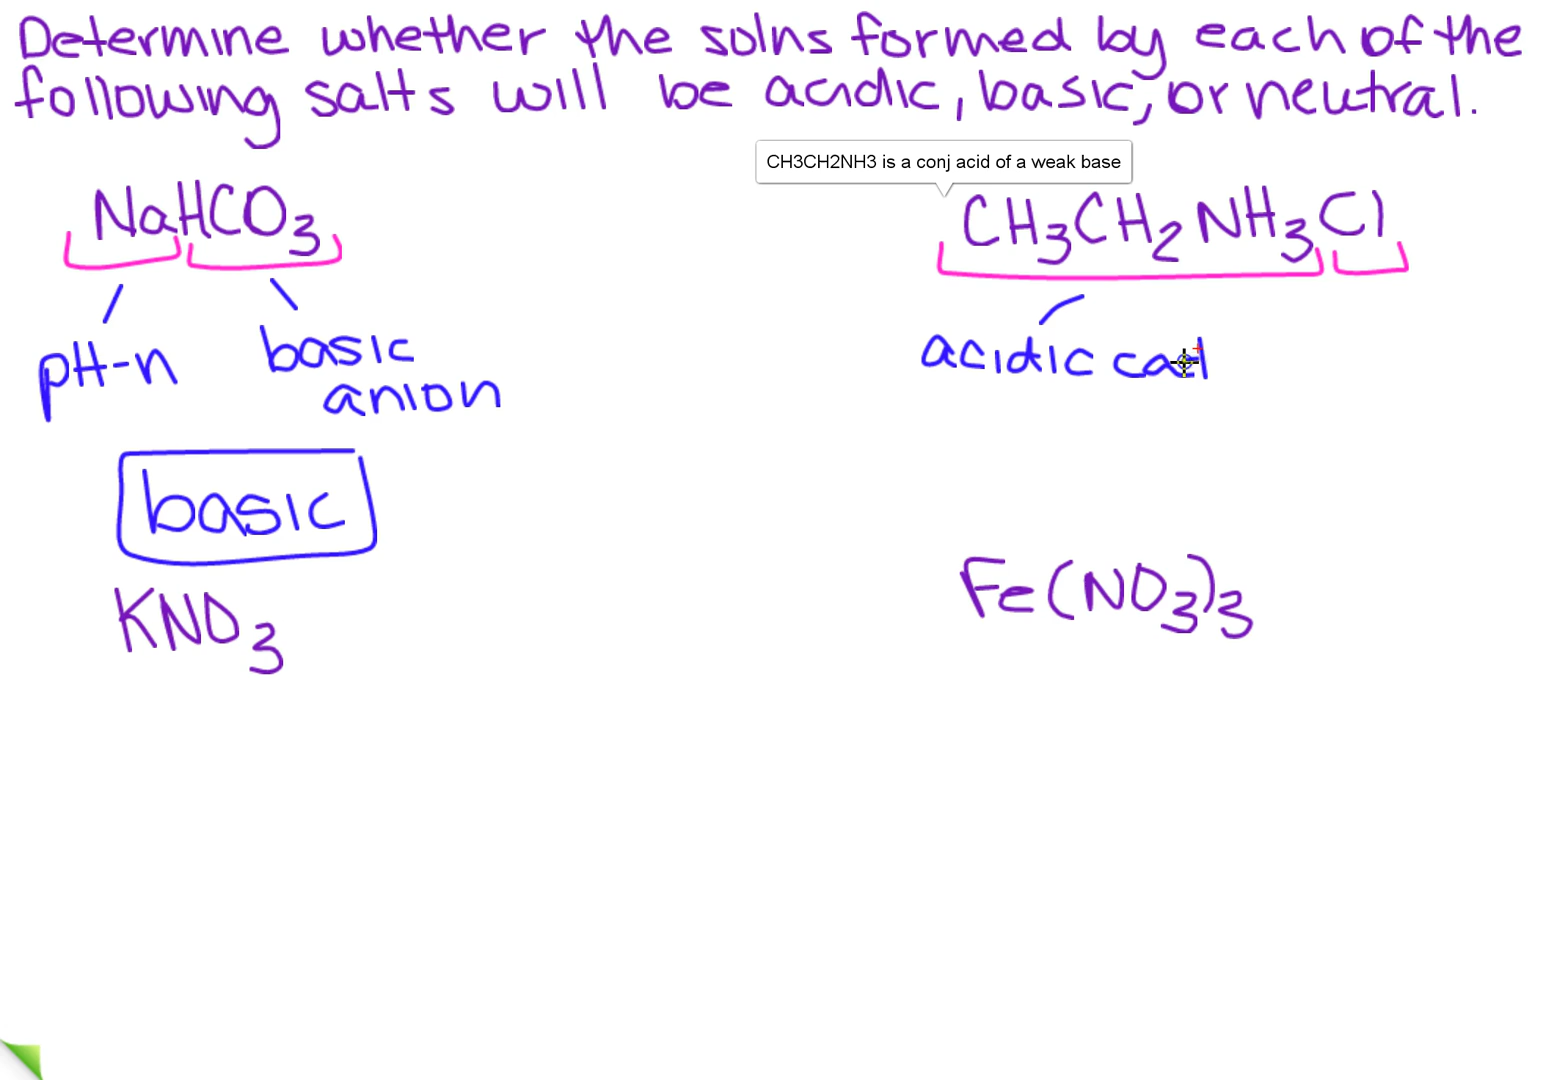 Determine whether the solns formed by each of the
following salts will be acidic, basic, or neutral.
CH3CH2NH3 is a conj acid of a weak base
NaHCO3
CH3CH2NH3Cl
pH-n
basic
anion
acidic
basic
KNO3
Fe(NO3)3